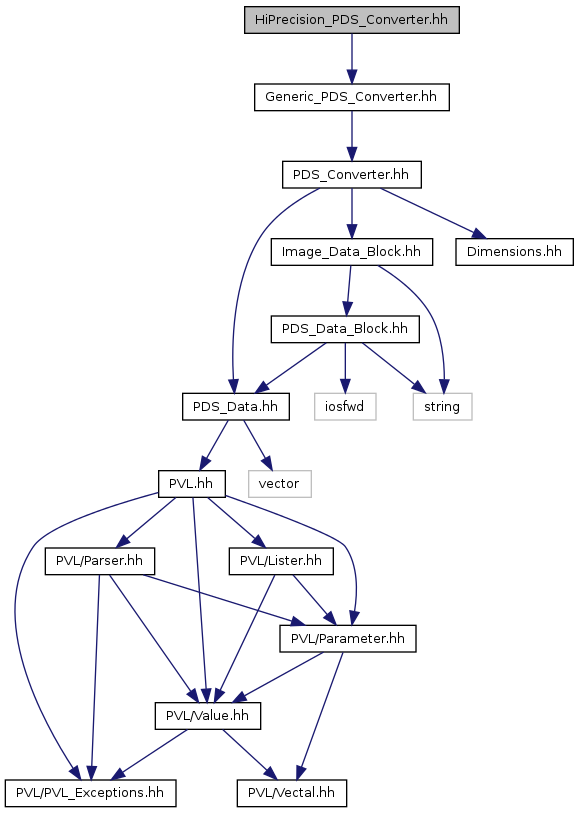 HiPrecision_PDS_Converter.hh
Generic_PDS_Converter.hh
PDS_Converter.hh
Image_Data_Block.hh
Dimensions.hh
PDS_Data_Block.hh
PDS_Data.hh
iosfwd
string
PVL.hh
vector
PVL/Parser.hh
PVL/Lister.hh
PVL/Parameter.hh
PVL/Value.hh
PVL/PVL_Exceptions.hh
PVL/Vectal.hh